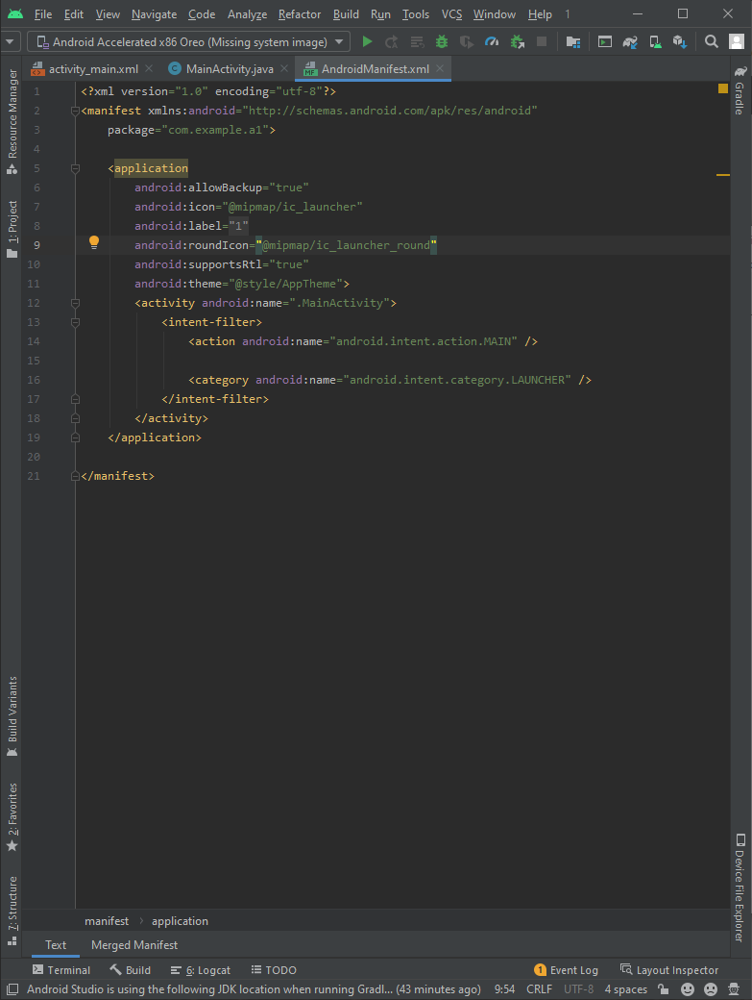 File Edit View Navigate Code Analyze Refactor Build Run Tools VCS Window Help 1
Android Accelerated x86 Oreo (Missing system image)
activity_main.xml MainActivity.java AndroidManifest.xml
Resource Manager
1: Project
Build Variants
2: Favorites
7: Structure
1 <?xml version="1.0" encoding="utf-8"?>
2 <manifest xmlns:android="http://schemas.android.com/apk/res/android"
3 package="com.example.a1">
4
5 <application
6 android:allowBackup="true"
7 android:icon="@mipmap/ic_launcher"
8 android:label="1"
9 android:roundIcon="@mipmap/ic_launcher_round"
10 android:supportsRtl="true"
11 android:theme="@style/AppTheme">
12 <activity android:name=".MainActivity">
13 <intent-filter>
14 <action android:name="android.intent.action.MAIN" />
15
16 <category android:name="android.intent.category.LAUNCHER" />
17 </intent-filter>
18 </activity>
19 </application>
20
21 </manifest>
Gradle
Device File Explorer
manifest > application
Text Merged Manifest
Terminal Build 6: Logcat TODO 1 Event Log Layout Inspector
Android Studio is using the following JDK location when running Gradl... (43 minutes ago) 9:54 CRLF UTF-8 4 spaces